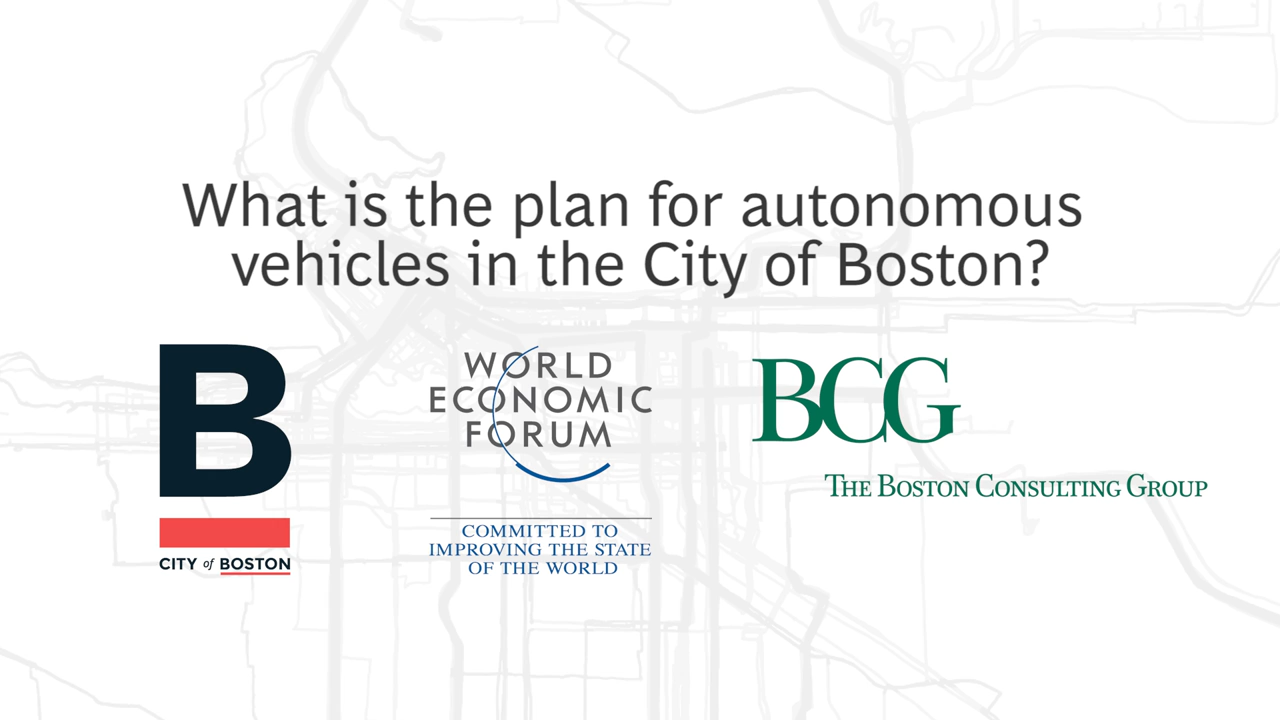 What is the plan for autonomous
vehicles in the City of Boston?
B
CITY of BOSTON
WORLD
ECONOMIC
FORUM
COMMITTED TO
IMPROVING THE STATE
OF THE WORLD
BCG
THE BOSTON CONSULTING GROUP